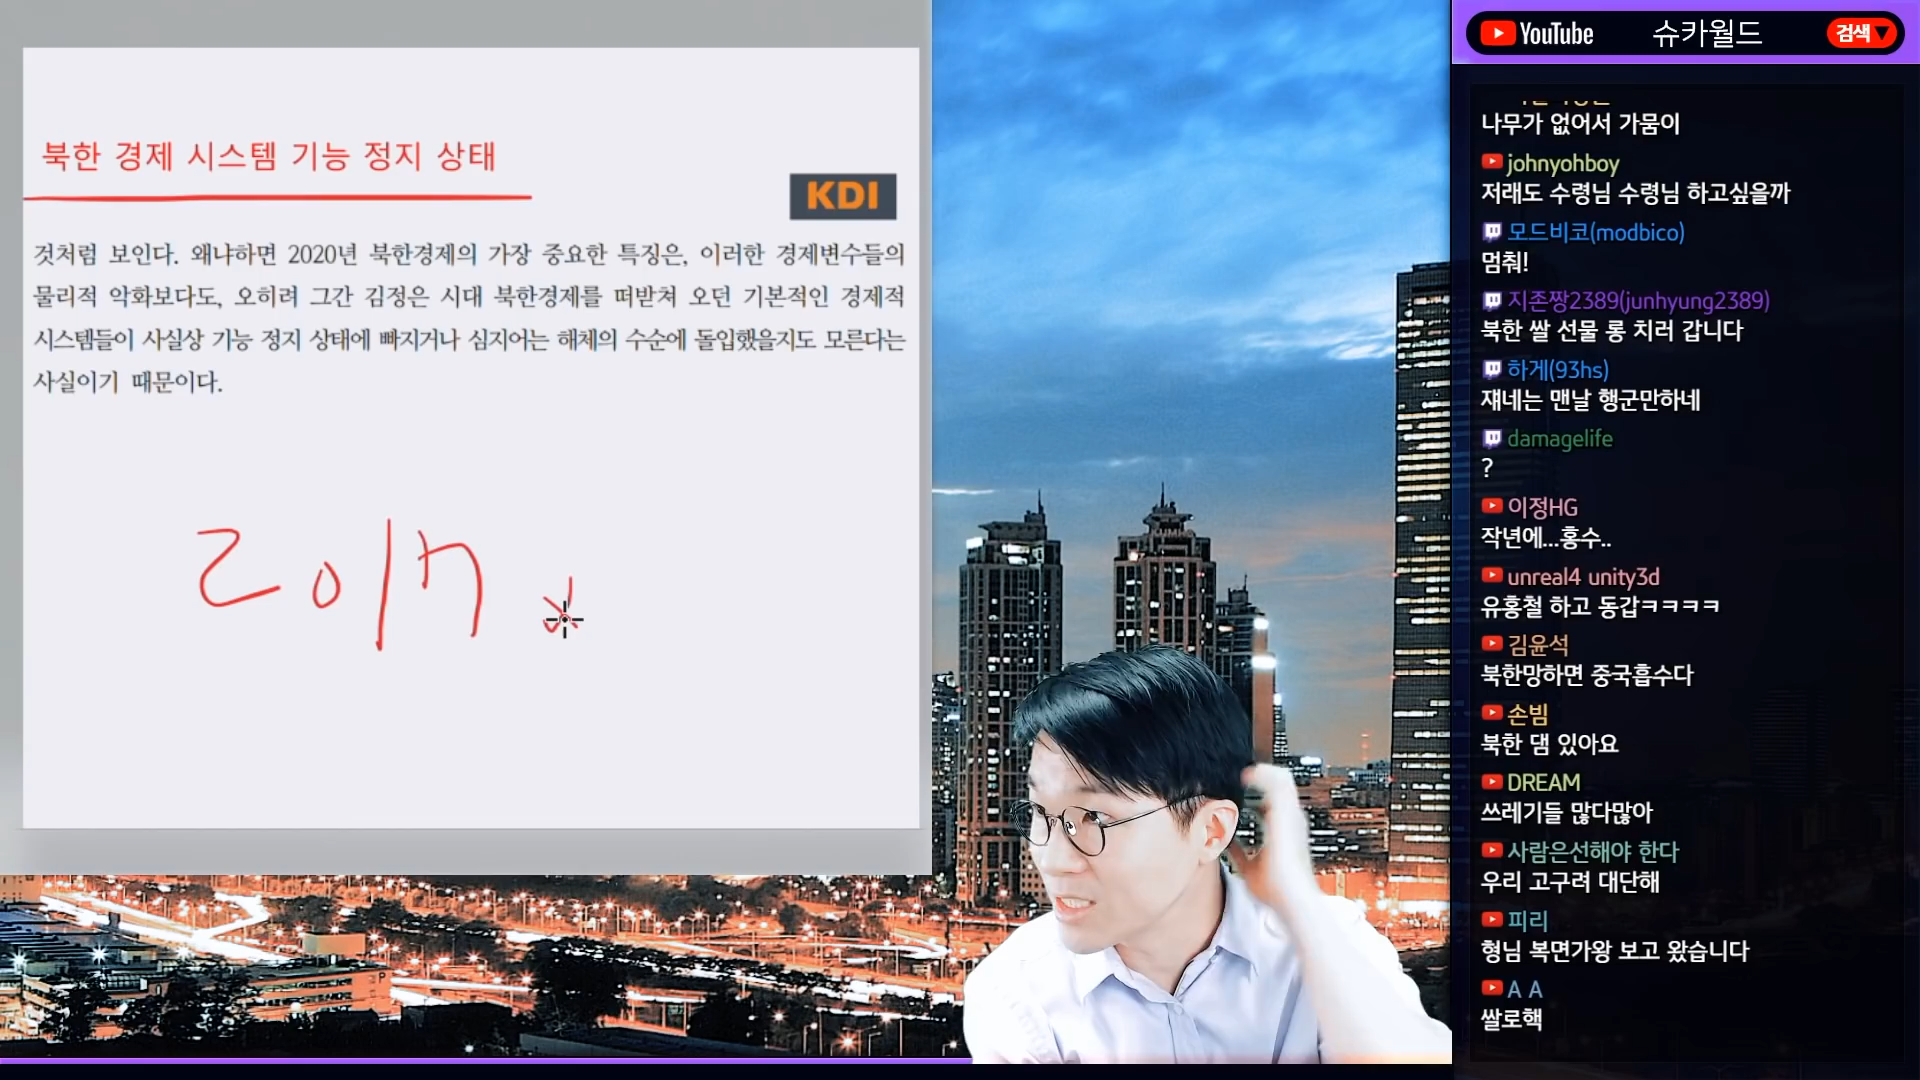 북한 경제 시스템 기능 정지 상태
KDI
것처럼 보인다. 왜냐하면 2020년 북한경제의 가장 중요한 특징은, 이러한 경제변수들의
물리적 악화보다도, 오히려 그간 김정은 시대 북한경제를 떠받쳐 오던 기본적인 경제적
시스템들이 사실상 기능 정지 상태에 빠지거나 심지어는 해체의 수순에 돌입했을지도 모른다는
사실이기 때문이다.
2017
YouTube 슈카월드 검색▼
나무가 없어서 가뭄이
johnyohboy
저래도 수령님 수령님 하고싶을까
모드비코(modbico)
멈춰!
지존짱2389(junhyung2389)
북한 쌀 선물 롱 치러 갑니다
하게(93hs)
쟤네는 맨날 행군만하네
damagelife
?
이정HG
작년에...홍수..
unreal4 unity3d
유홍철 하고 동갑ㅋㅋㅋㅋ
김윤석
북한망하면 중국흡수다
손빔
북한 댐 있아요
DREAM
쓰레기들 많다많아
사람은선해야 한다
우리 고구려 대단해
피리
형님 복면가왕 보고 왔습니다
A A
쌀로핵